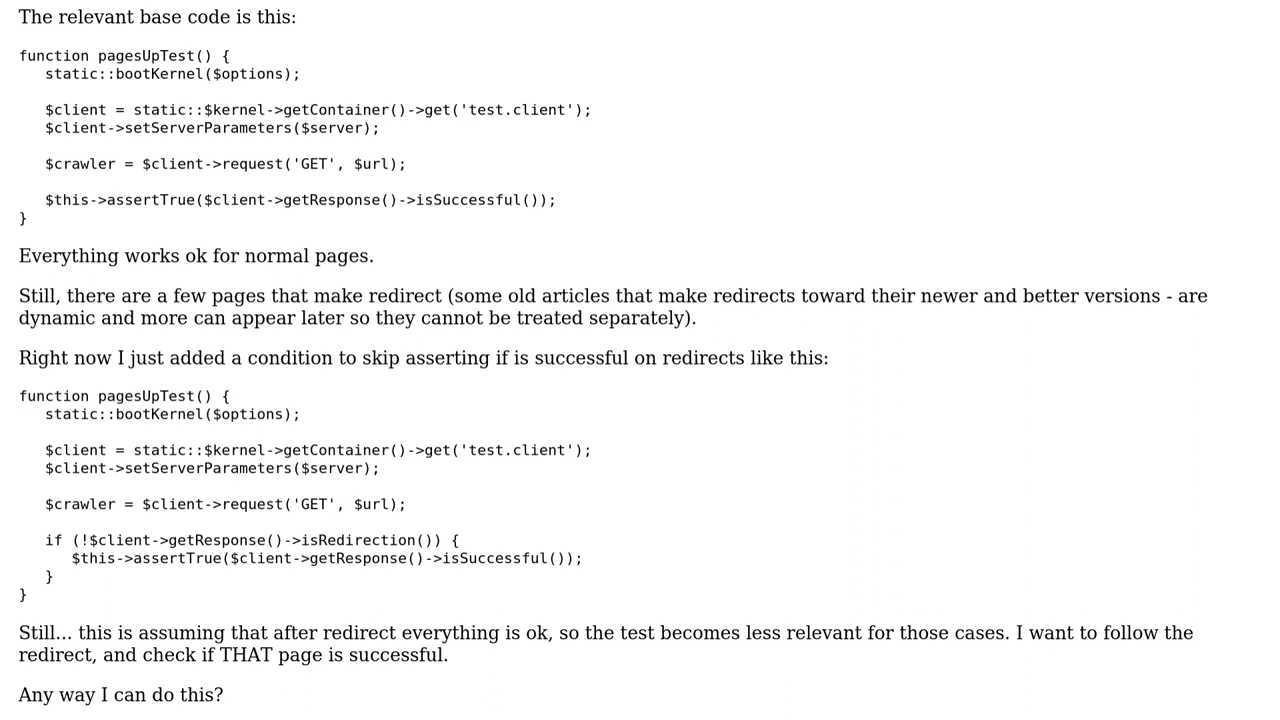 The relevant base code is this:
function pagesUpTest() {
   static::bootKernel($options);

   $client = static::$kernel->getContainer()->get('test.client');
   $client->setServerParameters($server);

   $crawler = $client->request('GET', $url);

   $this->assertTrue($client->getResponse()->isSuccessful());
}
Everything works ok for normal pages.
Still, there are a few pages that make redirect (some old articles that make redirects toward their newer and better versions - are
dynamic and more can appear later so they cannot be treated separately).
Right now I just added a condition to skip asserting if is successful on redirects like this:
function pagesUpTest() {
   static::bootKernel($options);

   $client = static::$kernel->getContainer()->get('test.client');
   $client->setServerParameters($server);

   $crawler = $client->request('GET', $url);

   if (!$client->getResponse()->isRedirection()) {
      $this->assertTrue($client->getResponse()->isSuccessful());
   }
}
Still... this is assuming that after redirect everything is ok, so the test becomes less relevant for those cases. I want to follow the
redirect, and check if THAT page is successful.
Any way I can do this?